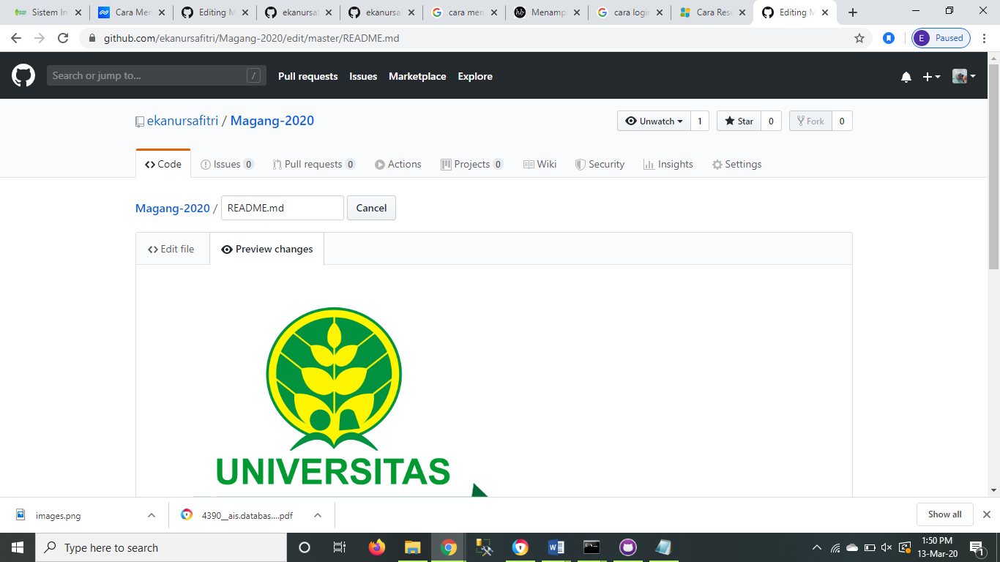 Sistem In
Cara Mer
Editing M
ekanursaf
ekanursa
cara men
Menamp
cara login
Cara Rese
Editing M
github.com/ekanursafitri/Magang-2020/edit/master/README.md
E
Paused
Search or jump to...
/
Pull requests
Issues
Marketplace
Explore
ekanursafitri / Magang-2020
Unwatch
1
Star
0
Fork
0
Code
Issues 0
Pull requests 0
Actions
Projects 0
Wiki
Security
Insights
Settings
Magang-2020 / README.md
Cancel
Edit file
Preview changes
UNIVERSITAS
images.png
4390__ais.databas....pdf
Show all
Type here to search
1:50 PM
13-Mar-20
1